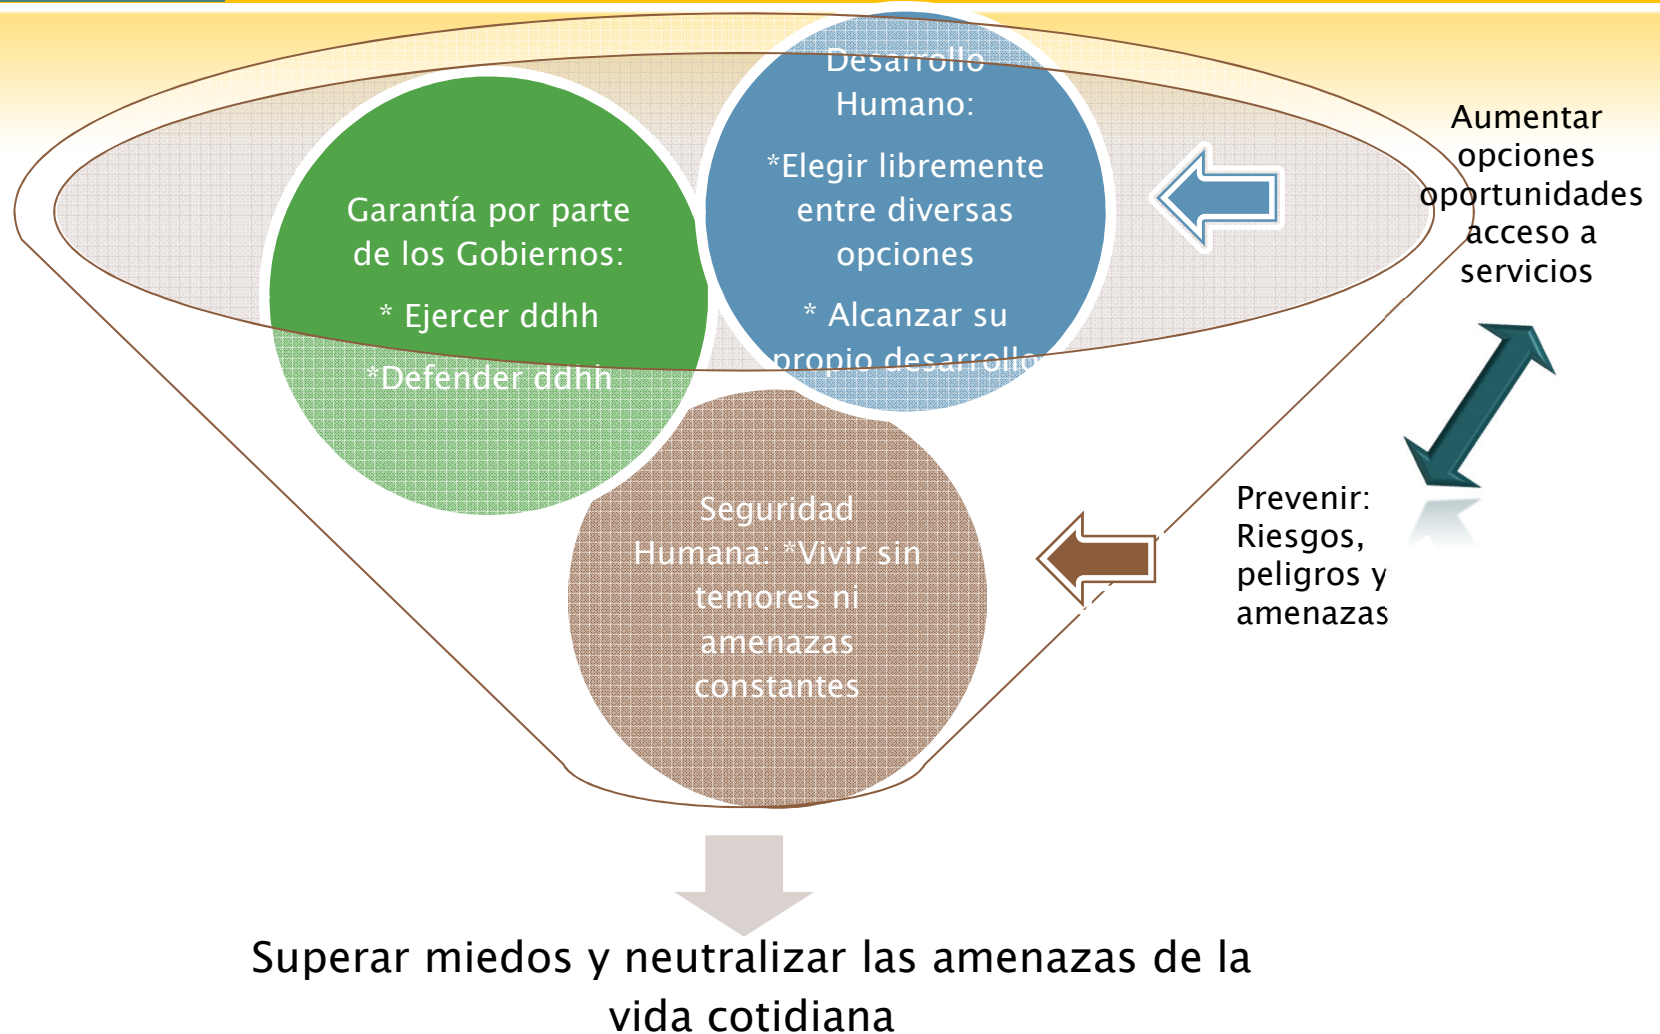 Desarrollo
Humano:
*Elegir libremente
entre diversas
opciones
* Alcanzar su
propio desarrollo
Garantía por parte
de los Gobiernos:
* Ejercer ddhh
*Defender ddhh
Aumentar
opciones
oportunidades
acceso a
servicios
Seguridad
Humana: *Vivir sin
temores ni
amenazas
constantes
Prevenir:
Riesgos,
peligros y
amenazas
Superar miedos y neutralizar las amenazas de la
vida cotidiana